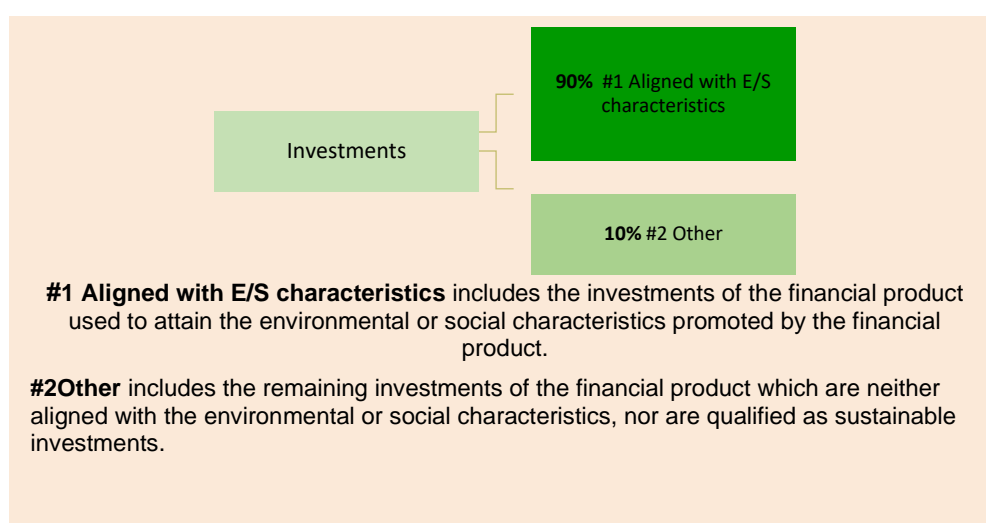 90% #1 Aligned with E/S
characteristics
Investments
10% #2 Other
#1 Aligned with E/S characteristics includes the investments of the financial product
used to attain the environmental or social characteristics promoted by the financial
product.
#2Other includes the remaining investments of the financial product which are neither
aligned with the environmental or social characteristics, nor are qualified as sustainable
investments.